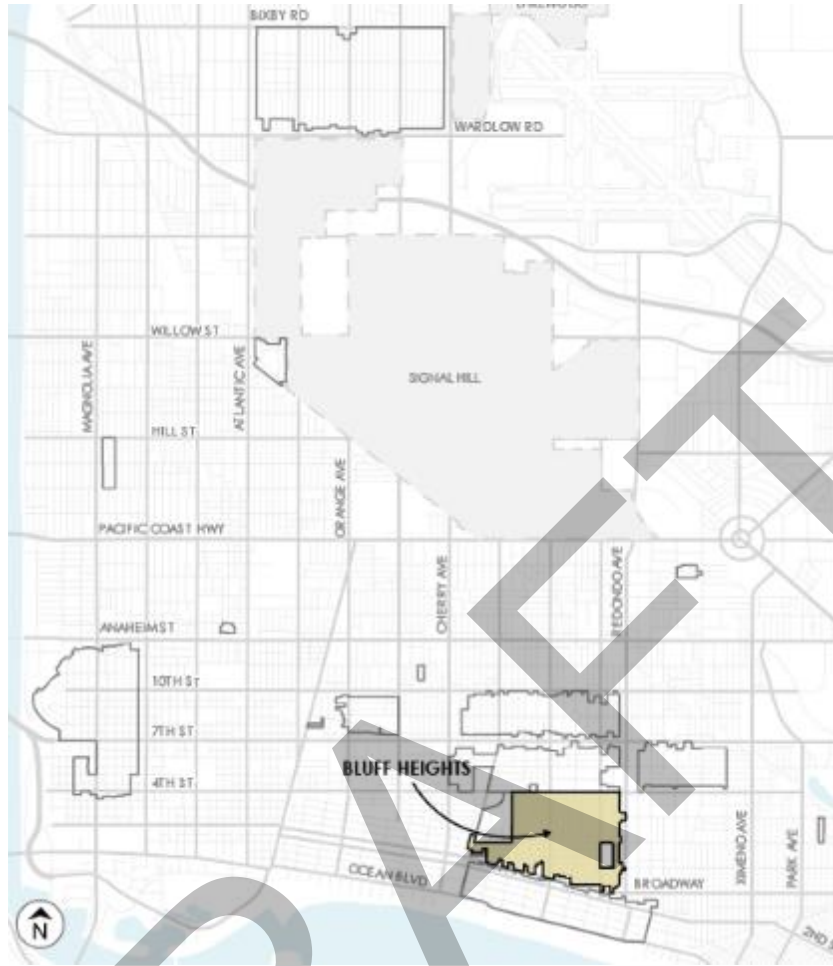 BIXBY RD
LAKEWOOD
WARDLOW RD
WILLOW ST
MAGNOLIA AVE
ATLANTIC AVE
SIGNAL HILL
HILL ST
ORANGE AVE
PACIFIC COAST HWY
CHERRY AVE
REDONDO AVE
ANAHEIM ST
10TH ST
7TH ST
BLUFF HEIGHTS
4TH ST
XIMENO AVE
PARK AVE
OCEAN BLVD
BROADWAY
N
DRAFT